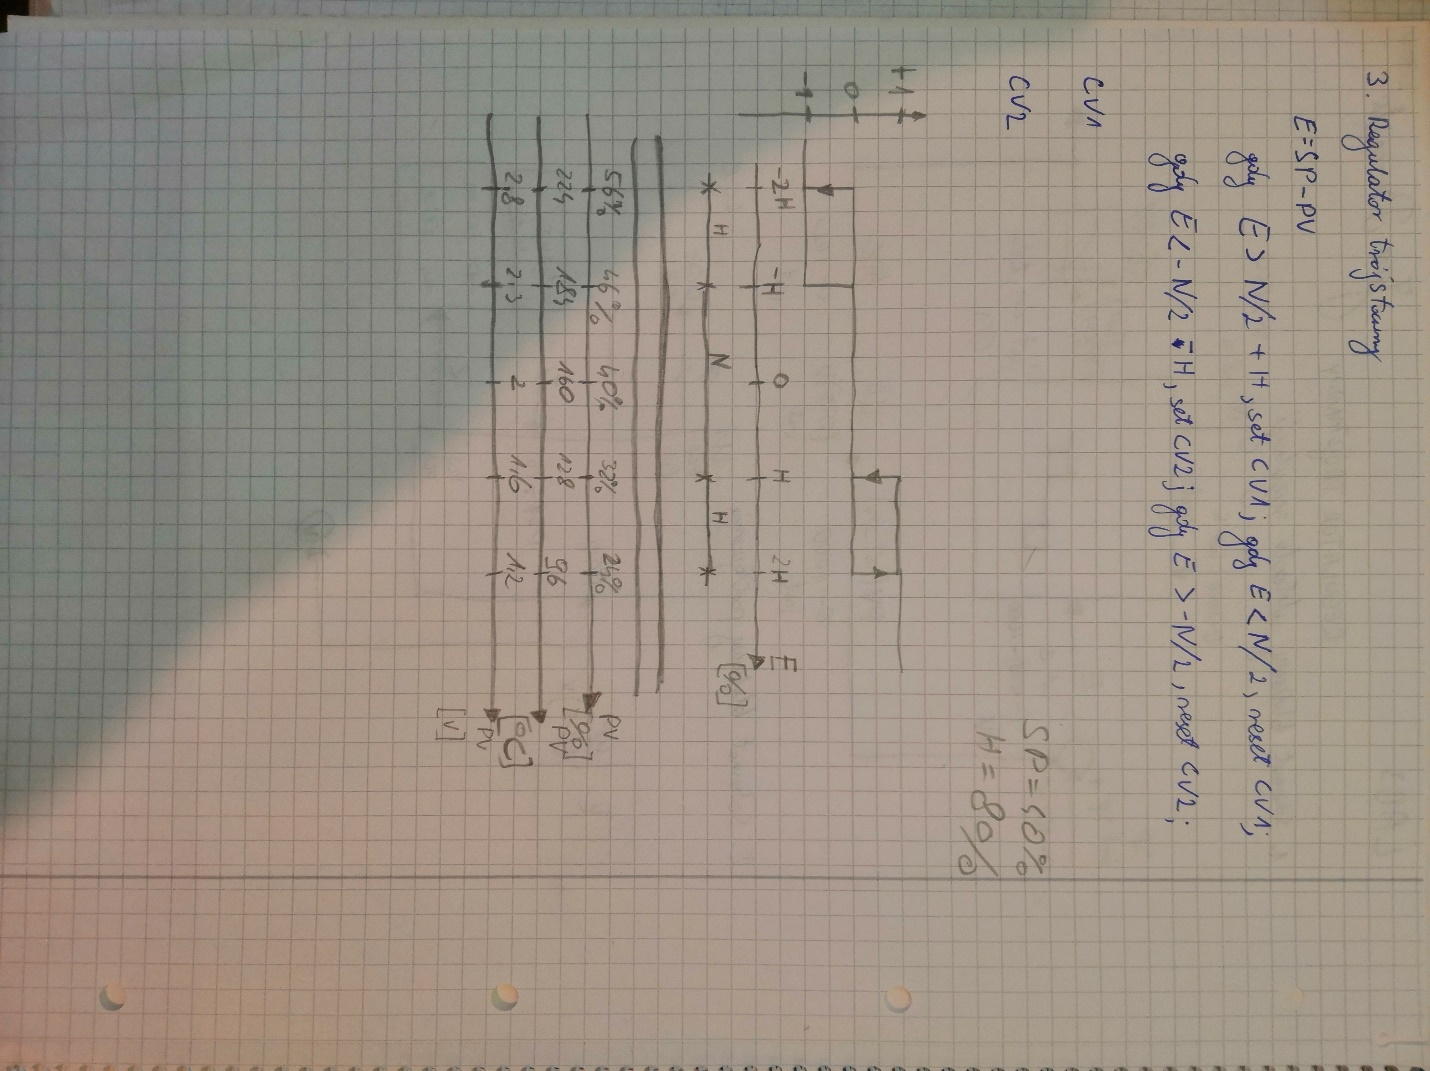 3. Regulator trójstawny
E=SP-PV
gdy E > N/2 + H, set CV1; gdy E < N/2, reset CV1;
gdy E < - N/2 - H, set CV2; gdy E > -N/2, reset CV2;
CV1
CV2
SP=40%
H=8%
+1
0
-1
-2H -H 0 H 2H E
[%]
H N H
56% 46% 40% 32% 24% PV
[%]
224 184 160 128 96 PV
[°C]
2,8 2,3 2 1,6 1,2 PV
[V]